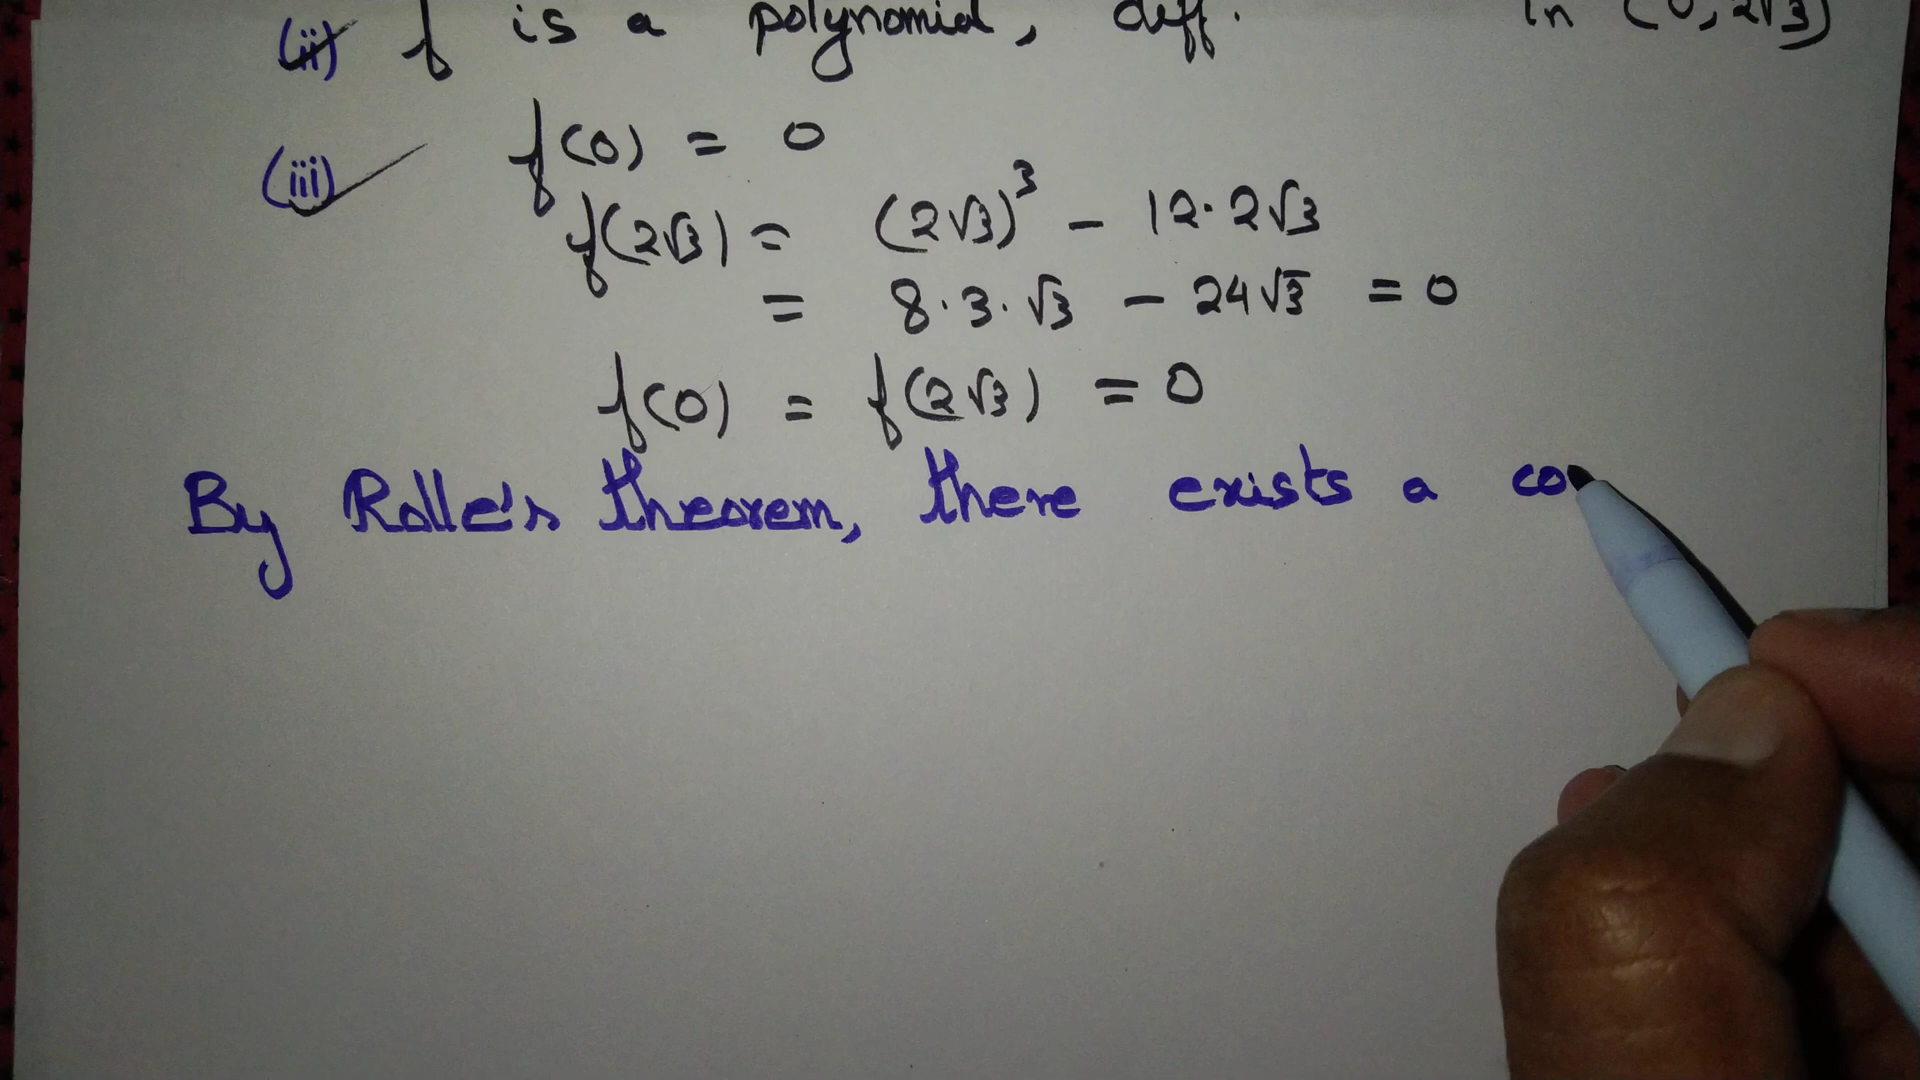 (ii) f is a polynomial, diff. in (0, 2√3)
(iii) f(0) = 0
f(2√3) = (2√3)³ - 12·2√3
= 8·3·√3 - 24√3 = 0
f(0) = f(2√3) = 0
By Rolle's theorem, there exists a co